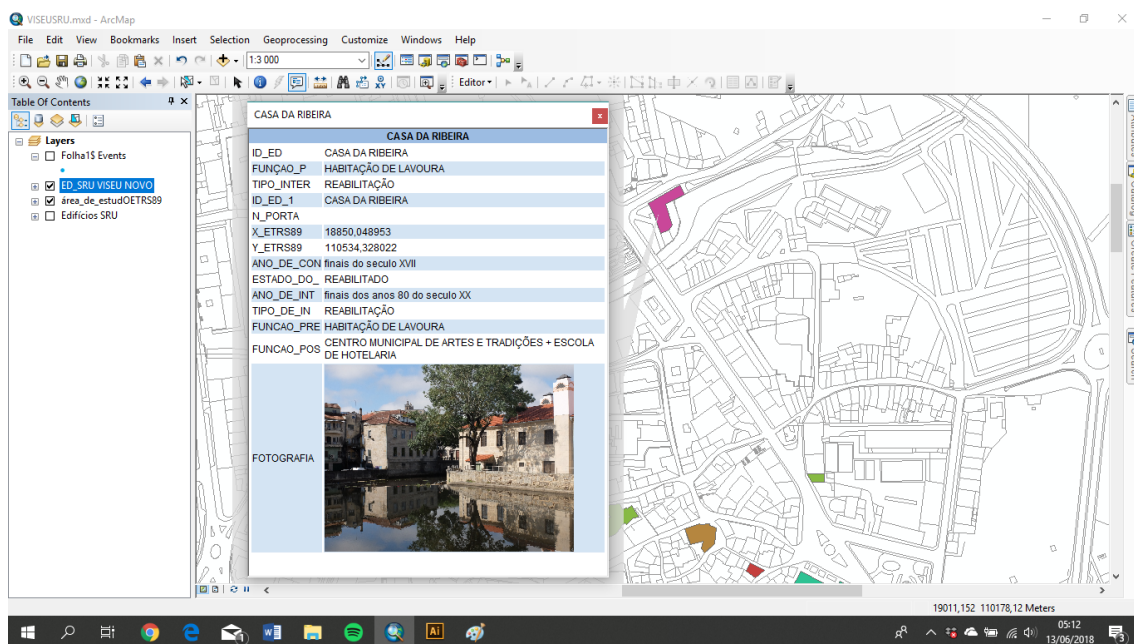 VISEUSRU.mxd - ArcMap
File Edit View Bookmarks Insert Selection Geoprocessing Customize Windows Help
1:3 000
Editor
Table Of Contents
Layers
Folha1$ Events
ED_SRU VISEU NOVO
área_de_estudOETRS89
Edifícios SRU
CASA DA RIBEIRA
CASA DA RIBEIRA
ID_ED CASA DA RIBEIRA
FUNÇAO_P HABITAÇÃO DE LAVOURA
TIPO_INTER REABILITAÇÃO
ID_ED_1 CASA DA RIBEIRA
N_PORTA
X_ETRS89 18850,048953
Y_ETRS89 110534,328022
ANO_DE_CON finais do seculo XVII
ESTADO_DO_ REABILITADO
ANO_DE_INT finais dos anos 80 do seculo XX
TIPO_DE_IN REABILITAÇÃO
FUNCAO_PRE HABITAÇÃO DE LAVOURA
FUNCAO_POS CENTRO MUNICIPAL DE ARTES E TRADIÇÕES + ESCOLA
DE HOTELARIA
FOTOGRAFIA
19011,152 110178,12 Meters
Ai
05:12
13/06/2018
3